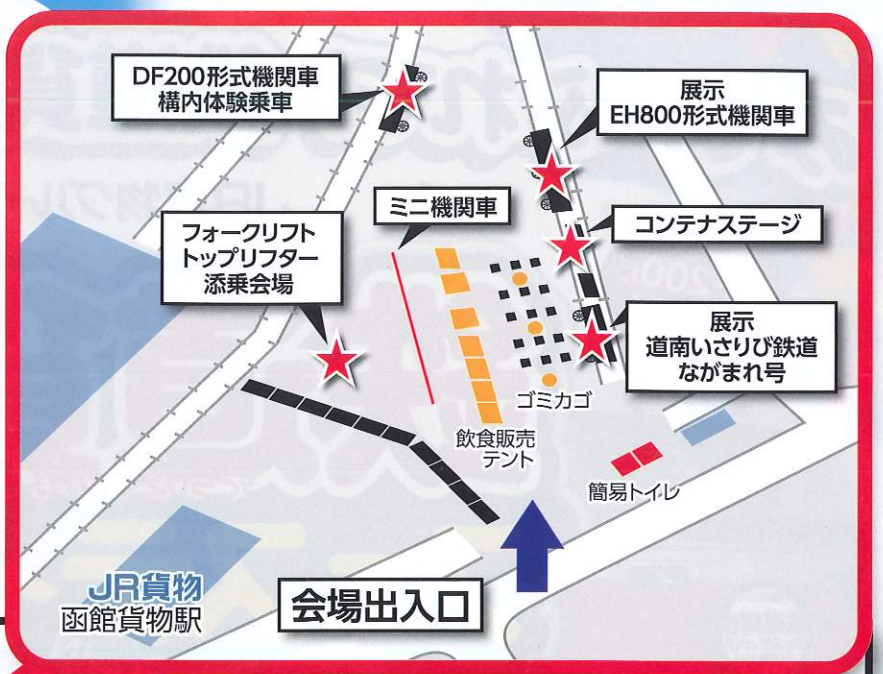 DF200形式機関車
構内体験乗車
展示
EH800形式機関車
ミニ機関車
コンテナステージ
フォークリフト
トップリフター
添乗会場
展示
道南いさりび鉄道
ながまれ号
ゴミカゴ
飲食販売
テント
簡易トイレ
JR貨物
函館貨物駅
会場出入口